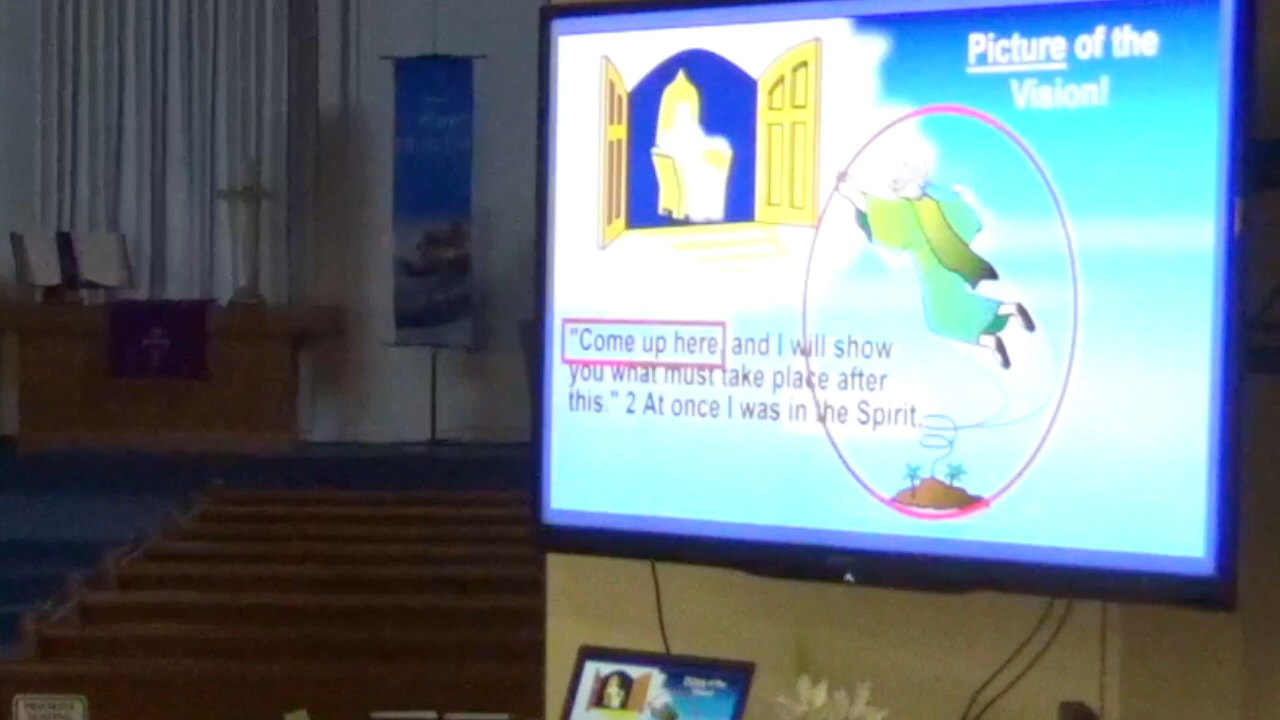 Picture of the
Vision!
"Come up here, and I will show
you what must take place after
this." 2 At once I was in the Spirit,